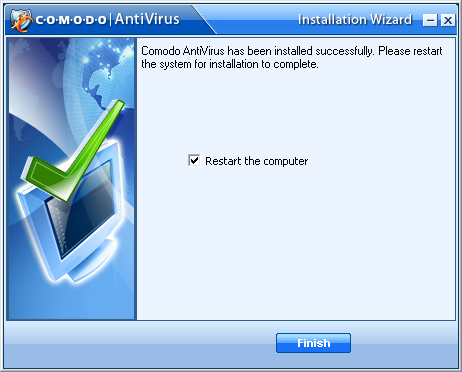 COMODO | AntiVirus Installation Wizard
Comodo AntiVirus has been installed successfully. Please restart
the system for installation to complete.
Restart the computer
Finish